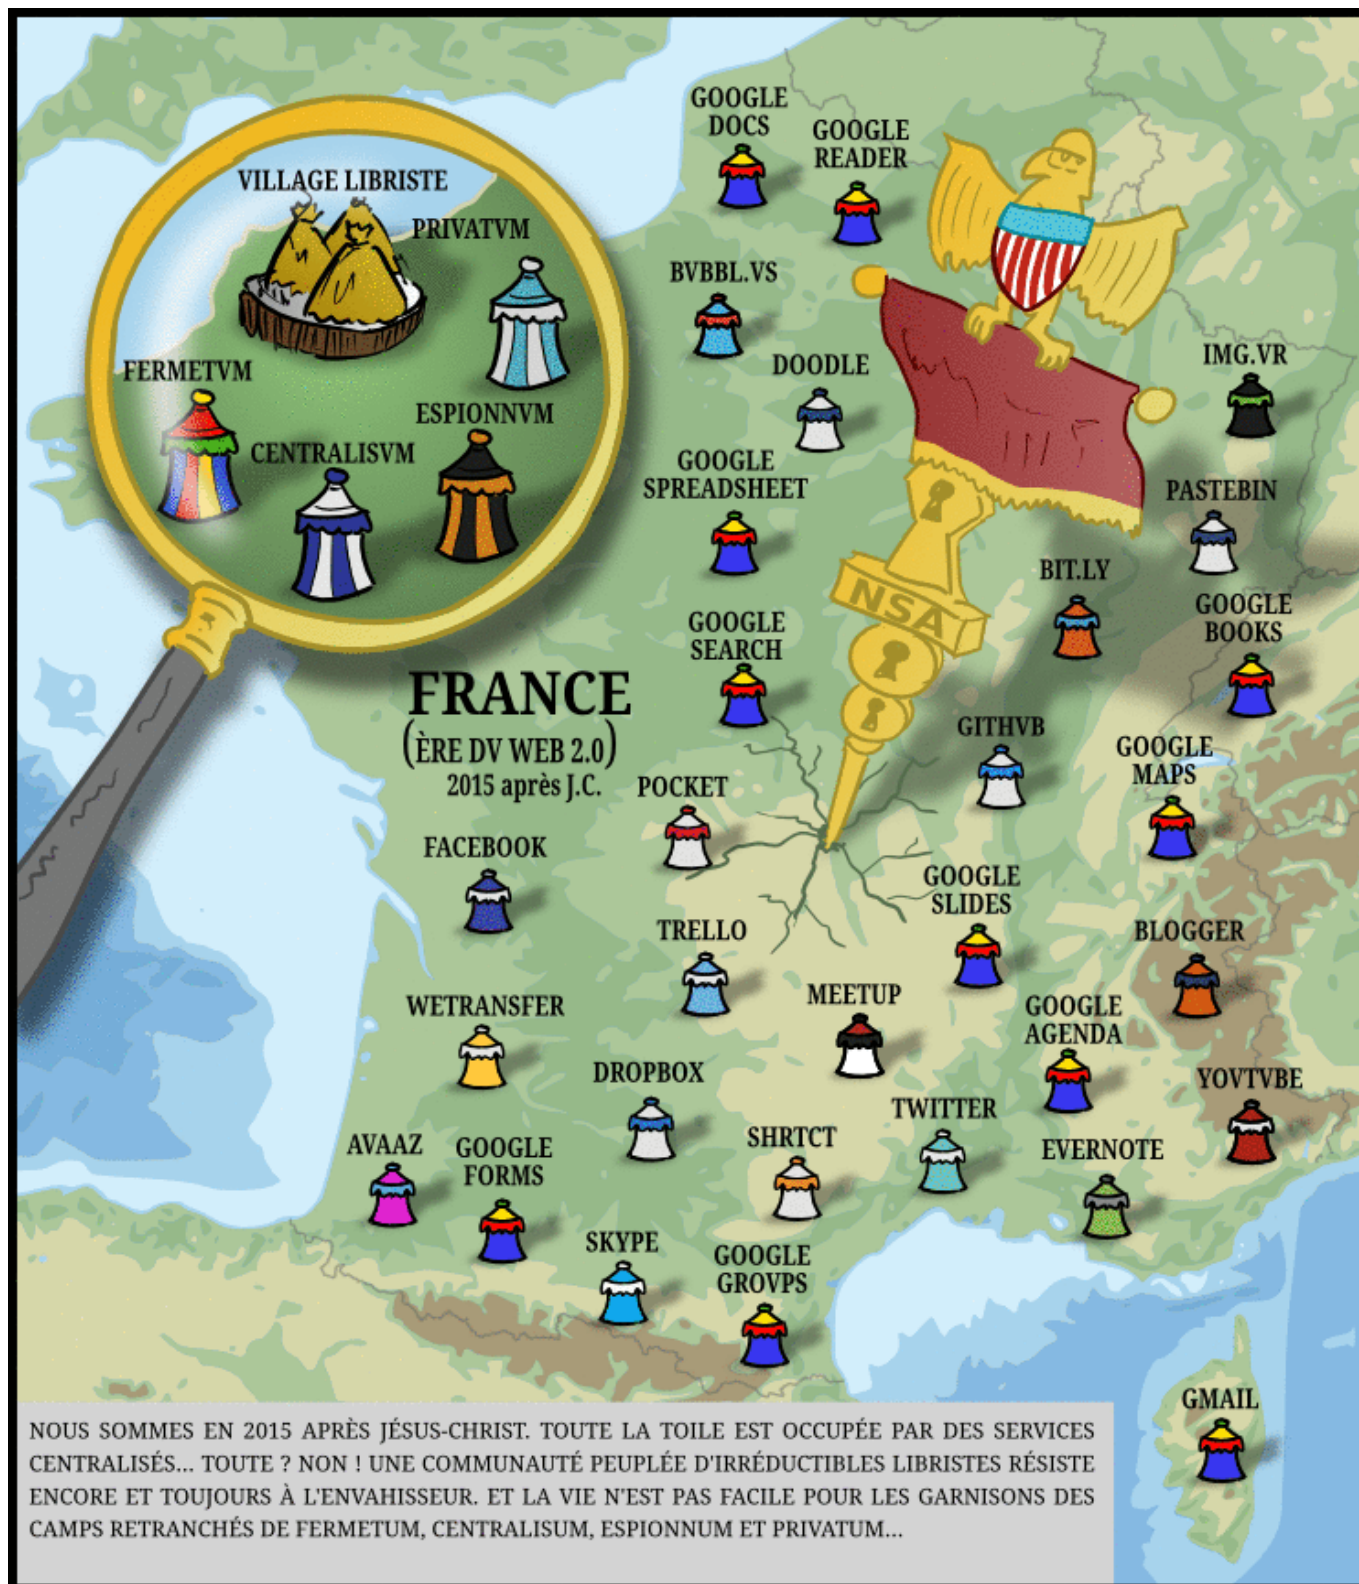 GOOGLE
DOCS
GOOGLE
READER
VILLAGE LIBRISTE
PRIVATVM
BVBBL.VS
FERMETVM
DOODLE
IMG.VR
ESPIONNVM
CENTRALISVM
GOOGLE
SPREADSHEET
PASTEBIN
NSA
BIT.LY
GOOGLE
BOOKS
GOOGLE
SEARCH
FRANCE
(ÈRE DV WEB 2.0)
2015 après J.C.
GITHVB
GOOGLE
MAPS
POCKET
FACEBOOK
GOOGLE
SLIDES
TRELLO
BLOGGER
WETRANSFER
MEETUP
GOOGLE
AGENDA
DROPBOX
YOVTVBE
TWITTER
AVAAZ
GOOGLE
FORMS
SHRTCT
EVERNOTE
SKYPE
GOOGLE
GROVPS
GMAIL
NOUS SOMMES EN 2015 APRÈS JÉSUS-CHRIST. TOUTE LA TOILE EST OCCUPÉE PAR DES SERVICES
CENTRALISÉS... TOUTE ? NON ! UNE COMMUNAUTÉ PEUPLÉE D'IRRÉDUCTIBLES LIBRISTES RÉSISTE
ENCORE ET TOUJOURS À L'ENVAHISSEUR. ET LA VIE N'EST PAS FACILE POUR LES GARNISONS DES
CAMPS RETRANCHÉS DE FERMETUM, CENTRALISUM, ESPIONNUM ET PRIVATUM...